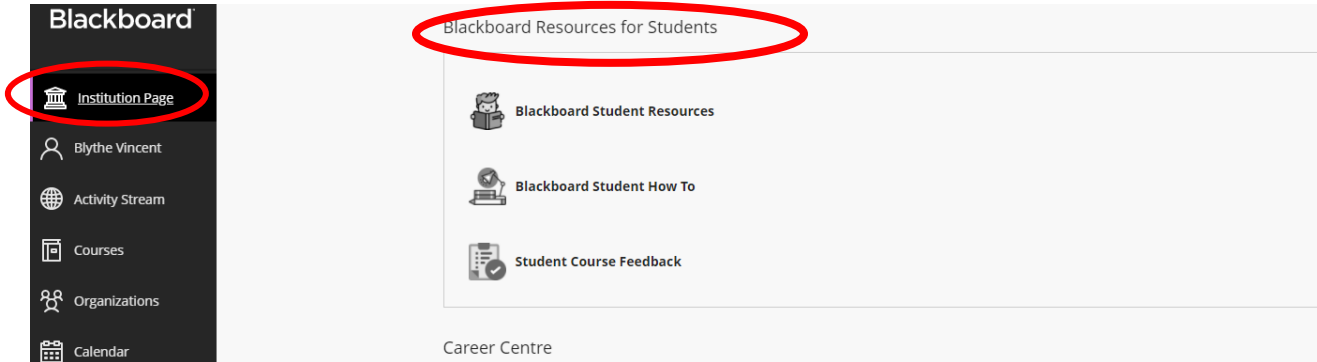 Blackboard
Institution Page
Blythe Vincent
Activity Stream
Courses
Organizations
Calendar
Blackboard Resources for Students
Blackboard Student Resources
Blackboard Student How To
Student Course Feedback
Career Centre